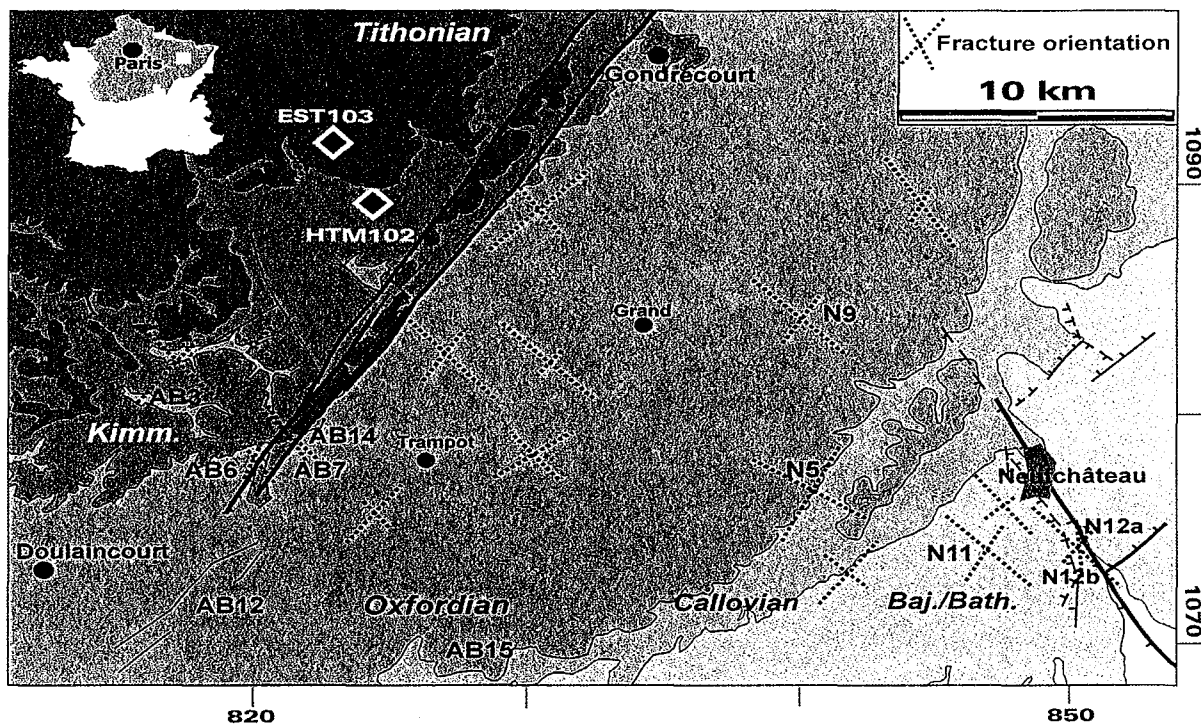 Tithonian
Paris
Gondrecourt
Fracture orientation
10 km
EST103
HTM102
1090
Grand
N9
AB3
Kimm.
AB14
Trampot
AB6
AB7
N5
Neufchâteau
N12a
Doulaincourt
N11
N12b
AB12
Oxfordian
Callovian
Baj./Bath.
AB15
1070
820
850